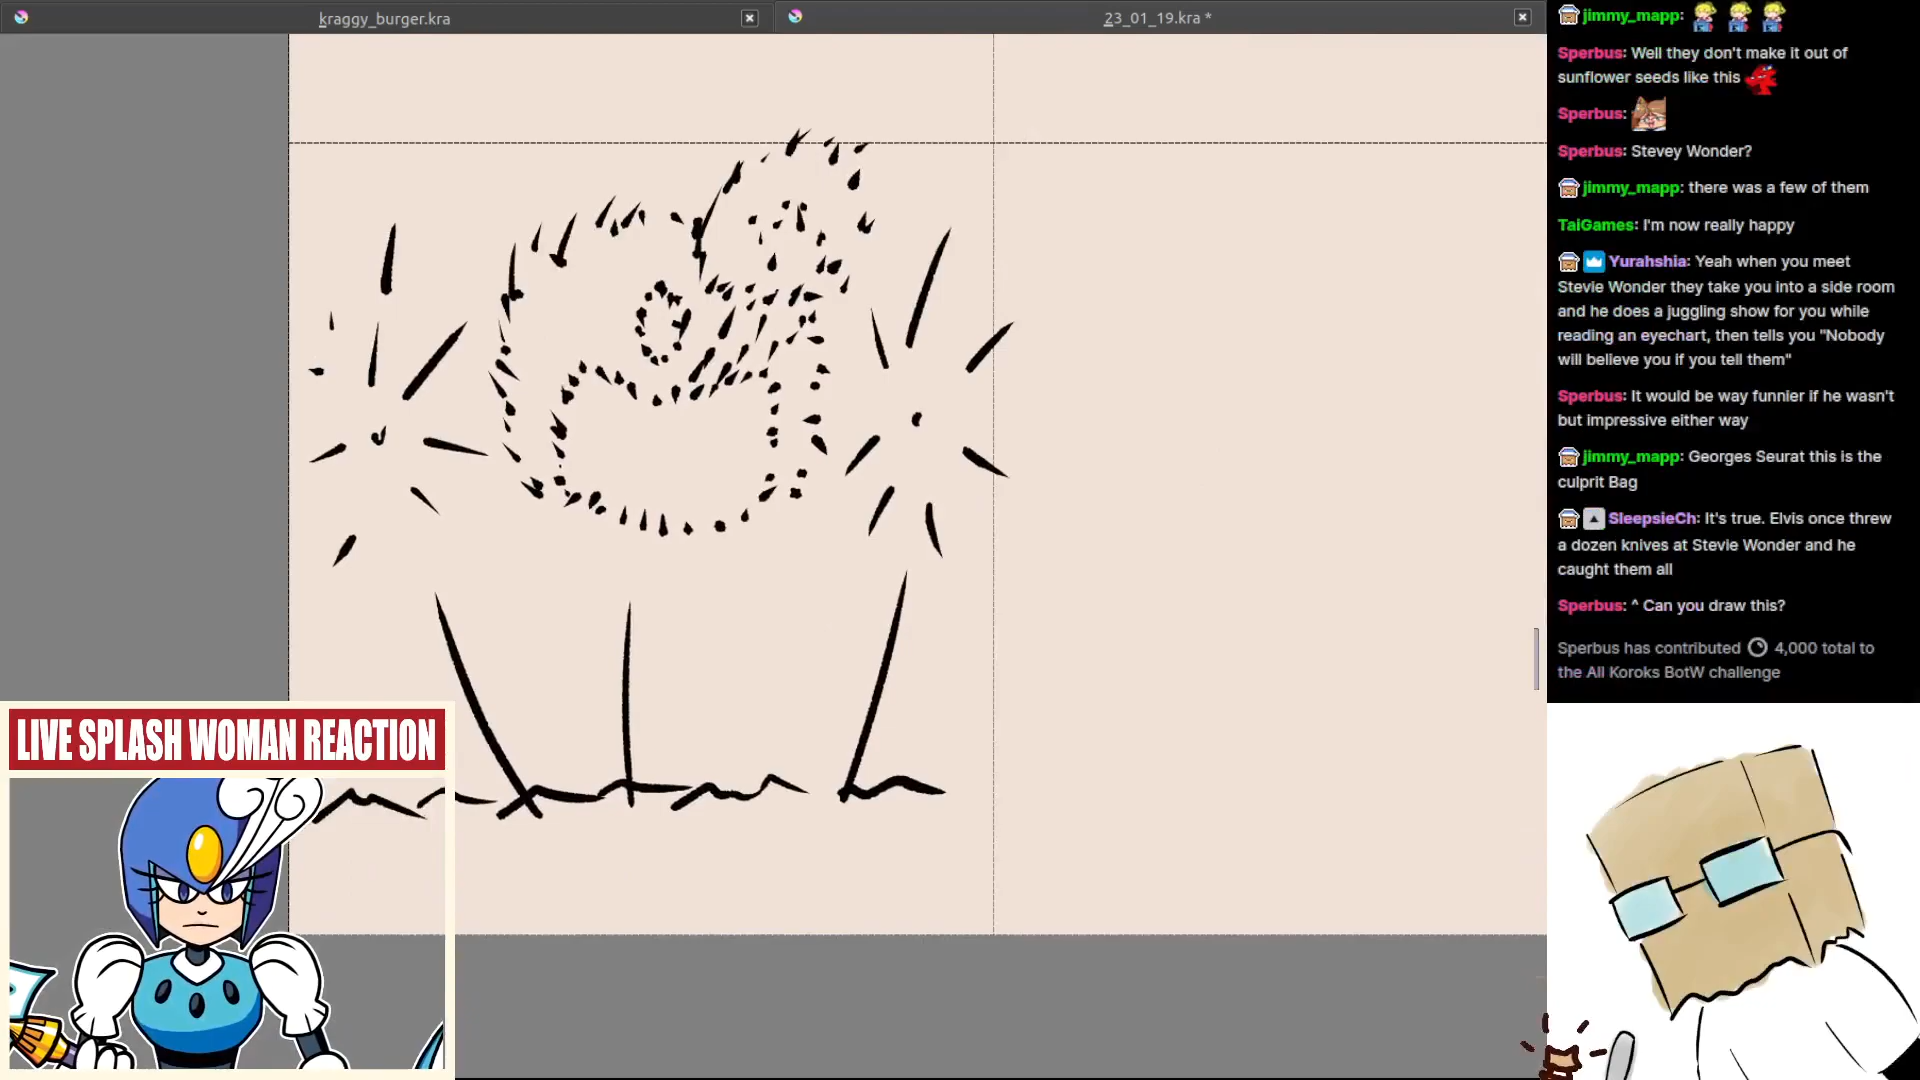 kraggy_burger.kra
23_01_19.kra *
jimmy_mapp:
Sperbus: Well they don't make it out of
sunflower seeds like this
Sperbus:
Sperbus: Stevey Wonder?
jimmy_mapp: there was a few of them
TaiGames: I'm now really happy
Yurahshia: Yeah when you meet
Stevie Wonder they take you into a side room
and he does a juggling show for you while
reading an eyechart, then tells you "Nobody
will believe you if you tell them"
Sperbus: It would be way funnier if he wasn't
but impressive either way
jimmy_mapp: Georges Seurat this is the
culprit Bag
SleepsieCh: It's true. Elvis once threw
a dozen knives at Stevie Wonder and he
caught them all
Sperbus: ^ Can you draw this?
Sperbus has contributed 4,000 total to
the All Koroks BotW challenge
LIVE SPLASH WOMAN REACTION